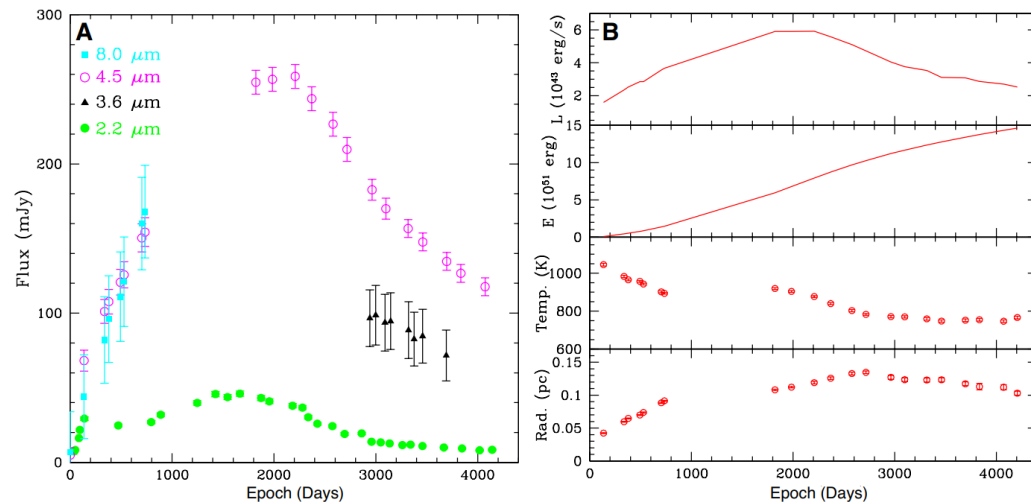 A
8.0 μm
4.5 μm
3.6 μm
2.2 μm
Flux (mJy)
300
200
100
0
0 1000 2000 3000 4000
Epoch (Days)
B
L (10⁴³ erg/s)
6
4
2
E (10⁵¹ erg)
15
10
5
0
Temp. (K)
1000
800
600
Rad. (pc)
0.15
0.1
0.05
0
0 1000 2000 3000 4000
Epoch (Days)